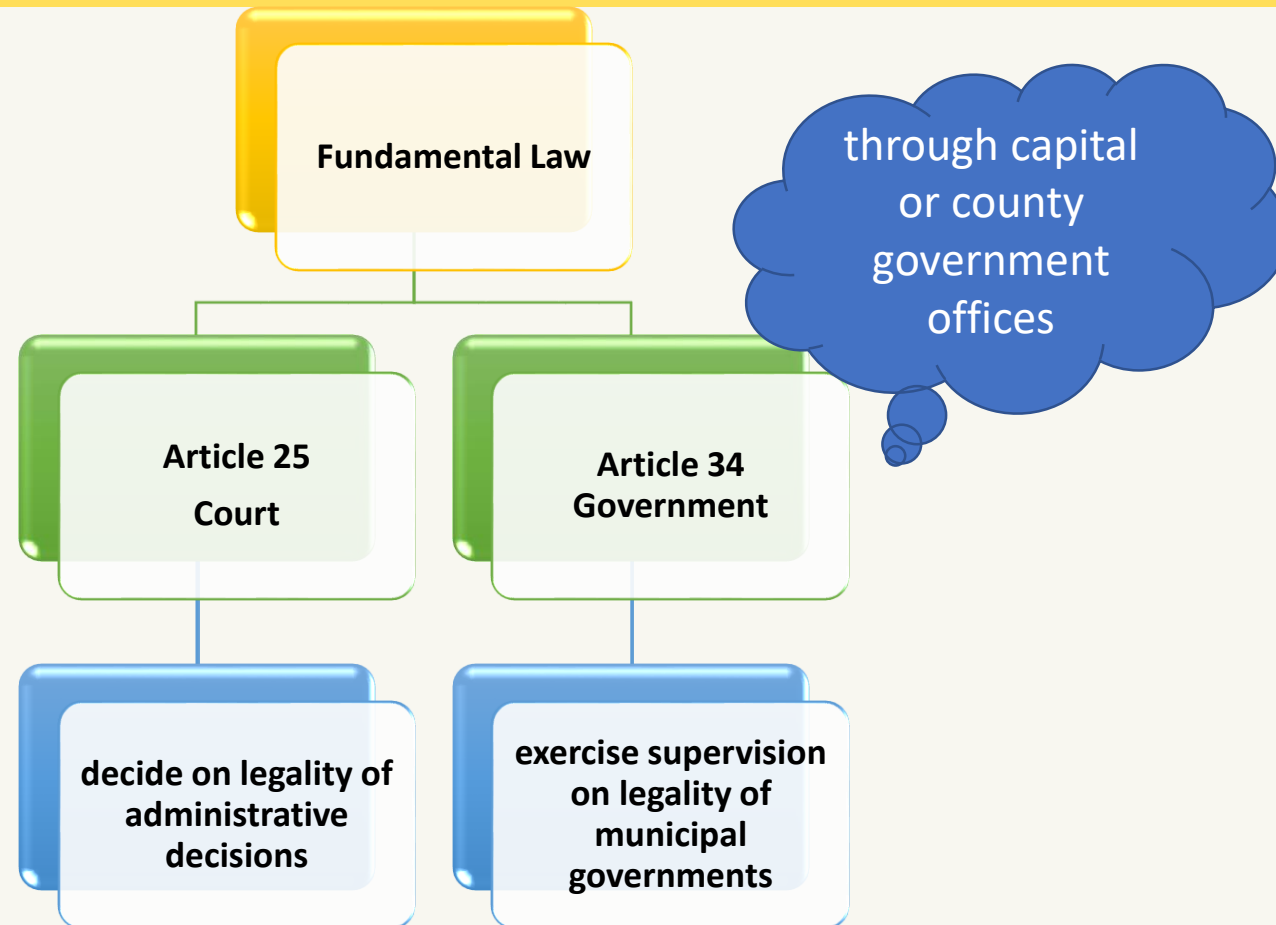 Fundamental Law
through capital
or county
government
offices
Article 25
Court
Article 34
Government
decide on legality of
administrative
decisions
exercise supervision
on legality of
municipal
governments